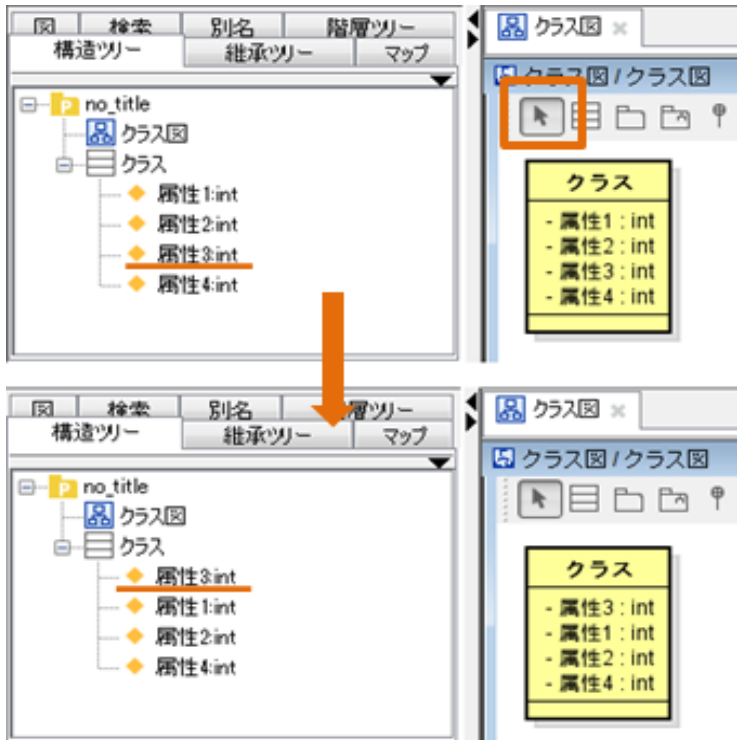 図 検索 別名 階層ツリー
構造ツリー 継承ツリー マップ
no_title
クラス図
クラス
属性1:int
属性2:int
属性3:int
属性4:int
クラス図
クラス図 / クラス図
クラス
- 属性1 : int
- 属性2 : int
- 属性3 : int
- 属性4 : int
図 検索 別名
構造ツリー 継承ツリー マップ
no_title
クラス図
クラス
属性3:int
属性1:int
属性2:int
属性4:int
クラス図
クラス図 / クラス図
クラス
- 属性3 : int
- 属性1 : int
- 属性2 : int
- 属性4 : int